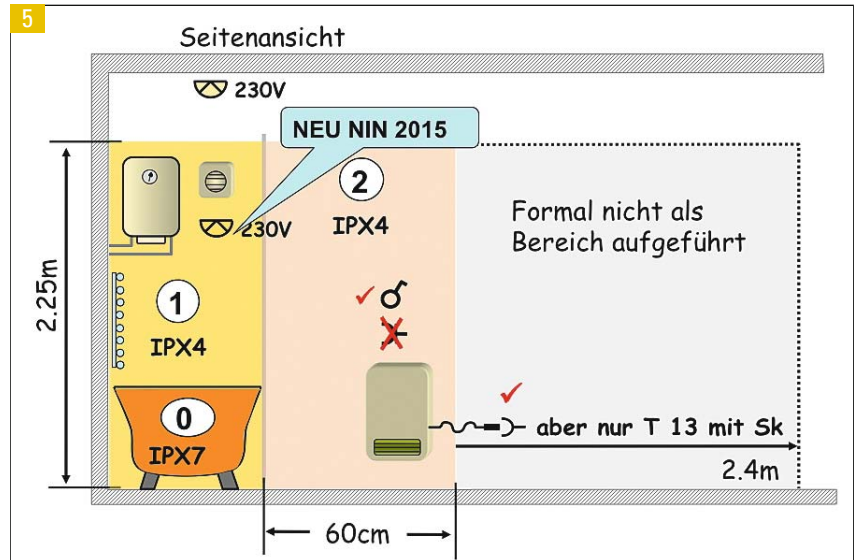 5
Seitenansicht
230V
NEU NIN 2015
230V
2
IPX4
Formal nicht als
Bereich aufgeführt
2.25m
1
IPX4
0
IPX7
aber nur T 13 mit Sk
2.4m
60cm